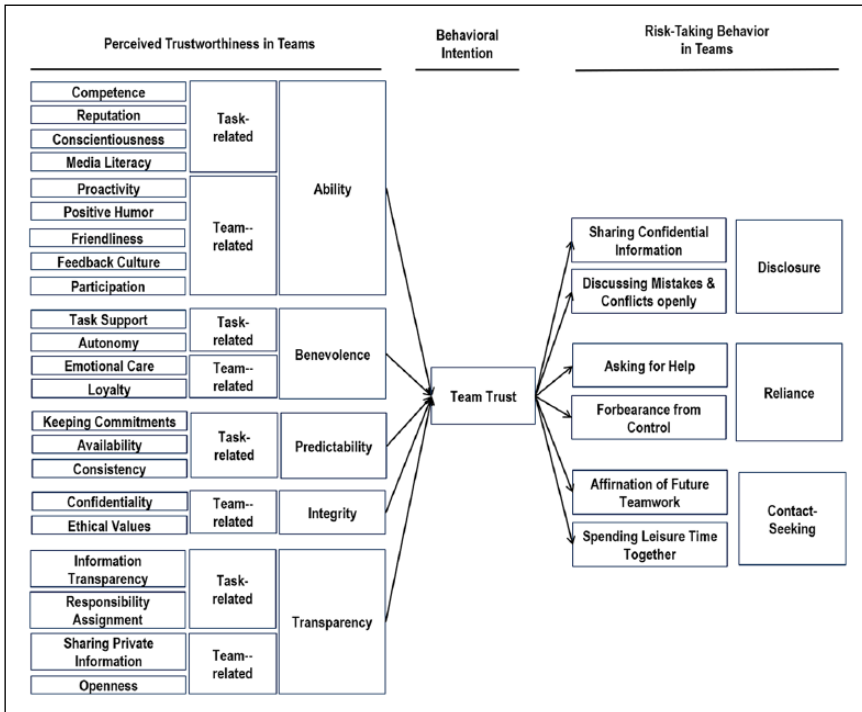 Perceived Trustworthiness in Teams
Behavioral
Intention
Risk-Taking Behavior
in Teams
Competence
Reputation
Conscientiousness
Media Literacy
Task-
related
Proactivity
Positive Humor
Friendliness
Feedback Culture
Participation
Team--
related
Ability
Task Support
Autonomy
Task-
related
Emotional Care
Loyalty
Team--
related
Benevolence
Keeping Commitments
Availability
Consistency
Task-
related
Predictability
Confidentiality
Ethical Values
Team--
related
Integrity
Information
Transparency
Responsibility
Assignment
Task-
related
Sharing Private
Information
Openness
Team--
related
Transparency
Team Trust
Sharing Confidential
Information
Discussing Mistakes &
Conflicts openly
Disclosure
Asking for Help
Forbearance from
Control
Reliance
Affirnation of Future
Teamwork
Spending Leisure Time
Together
Contact-
Seeking